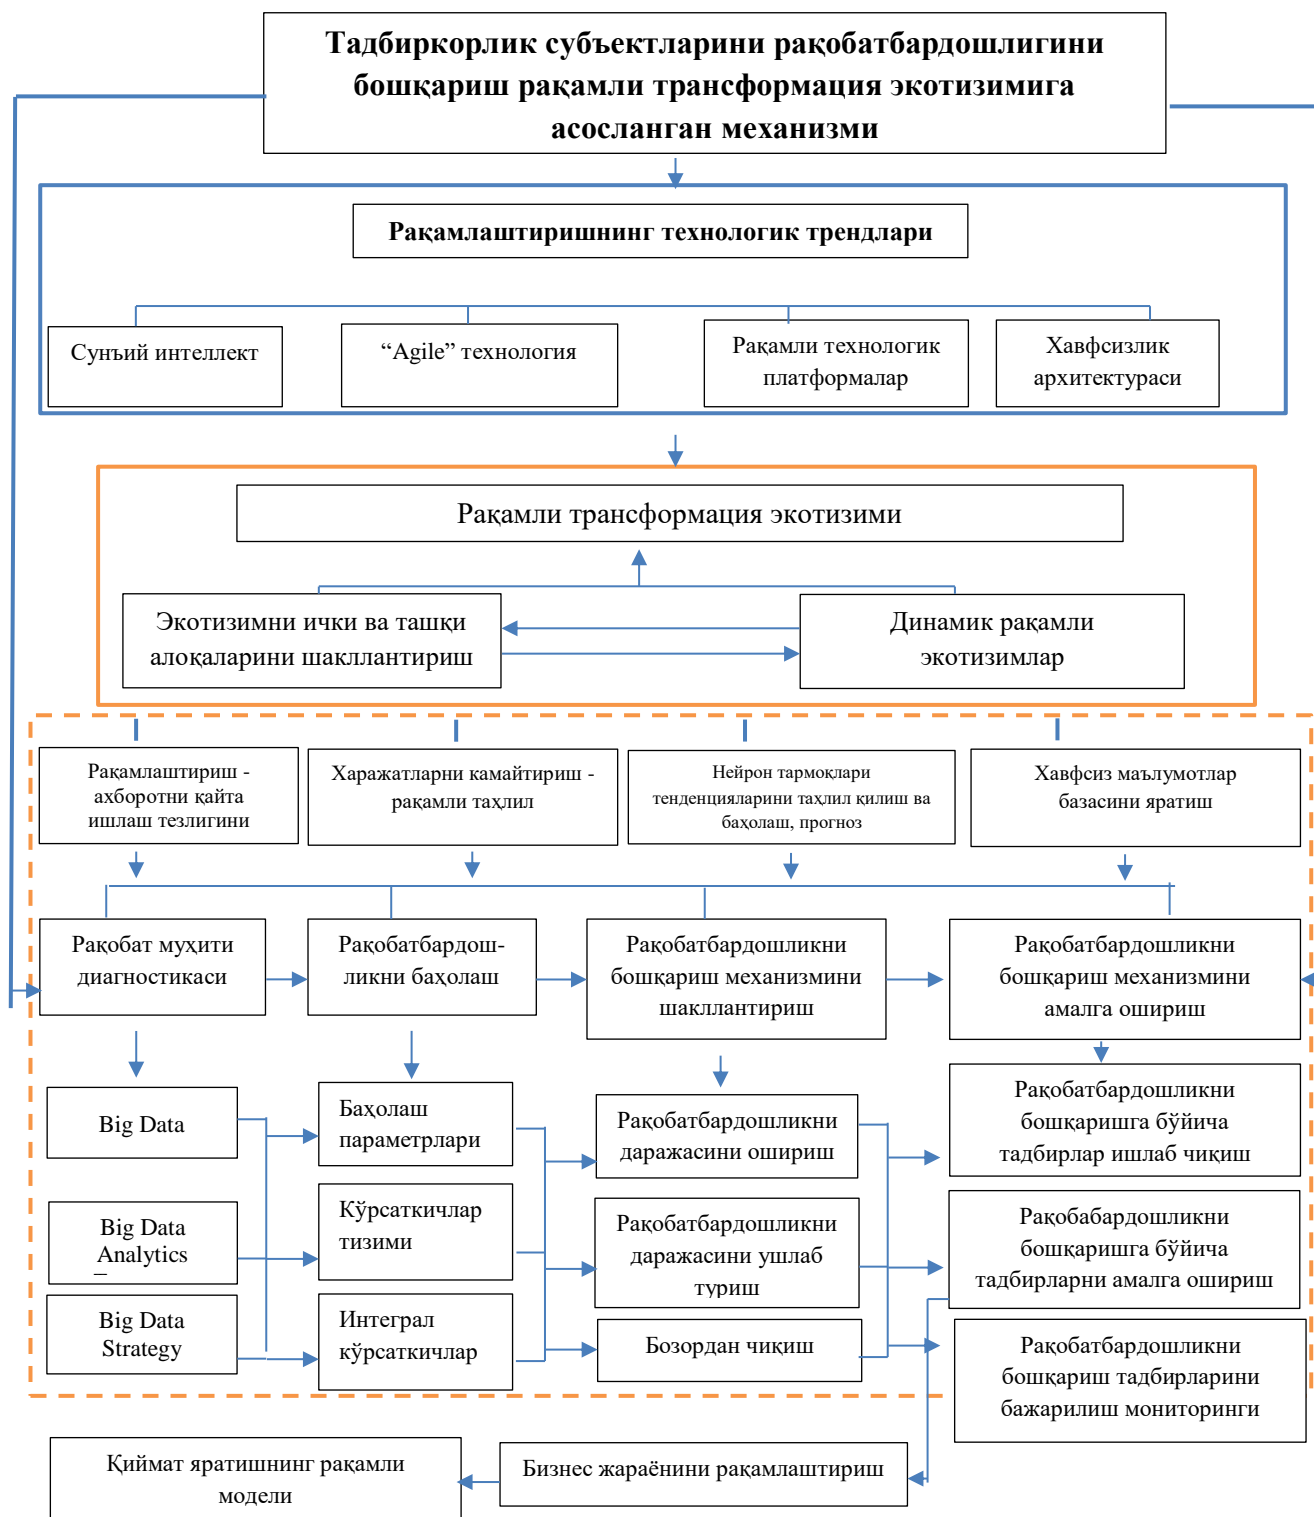 Тадбиркорлик субъектларини рақобатбардошлигини
бошқариш рақамли трансформация экотизимига
асосланган механизми
Рақамлаштиришнинг технологик трендлари
Сунъий интеллект
“Agile” технология
Рақамли технологик
платформалар
Хавфсизлик
архитектураси
Рақамли трансформация экотизими
Экотизимни ички ва ташқи
алоқаларини шакллантириш
Динамик рақамли
экотизимлар
Рақамлаштириш -
ахборотни қайта
ишлаш тезлигини
Харажатларни камайтириш -
рақамли таҳлил
Нейрон тармоқлари
тенденцияларини таҳлил қилиш ва
баҳолаш, прогноз
Хавфсиз маълумотлар
базасини яратиш
Рақобат муҳити
диагностикаси
Рақобатбардош-
ликни баҳолаш
Рақобатбардошликни
бошқариш механизмини
шакллантириш
Рақобатбардошликни
бошқариш механизмини
амалга ошириш
Big Data
Баҳолаш
параметрлари
Рақобатбардошликни
даражасини ошириш
Рақобатбардошликни
бошқаришга бўйича
тадбирлар ишлаб чиқиш
Big Data
Analytics
Кўрсаткичлар
тизими
Рақобатбардошликни
даражасини ушлаб
туриш
Рақобабардошликни
бошқаришга бўйича
тадбирларни амалга ошириш
Big Data
Strategy
Интеграл
кўрсаткичлар
Бозордан чиқиш
Рақобатбардошликни
бошқариш тадбирларини
бажарилиш мониторинги
Қиймат яратишнинг рақамли
модели
Бизнес жараёнини рақамлаштириш